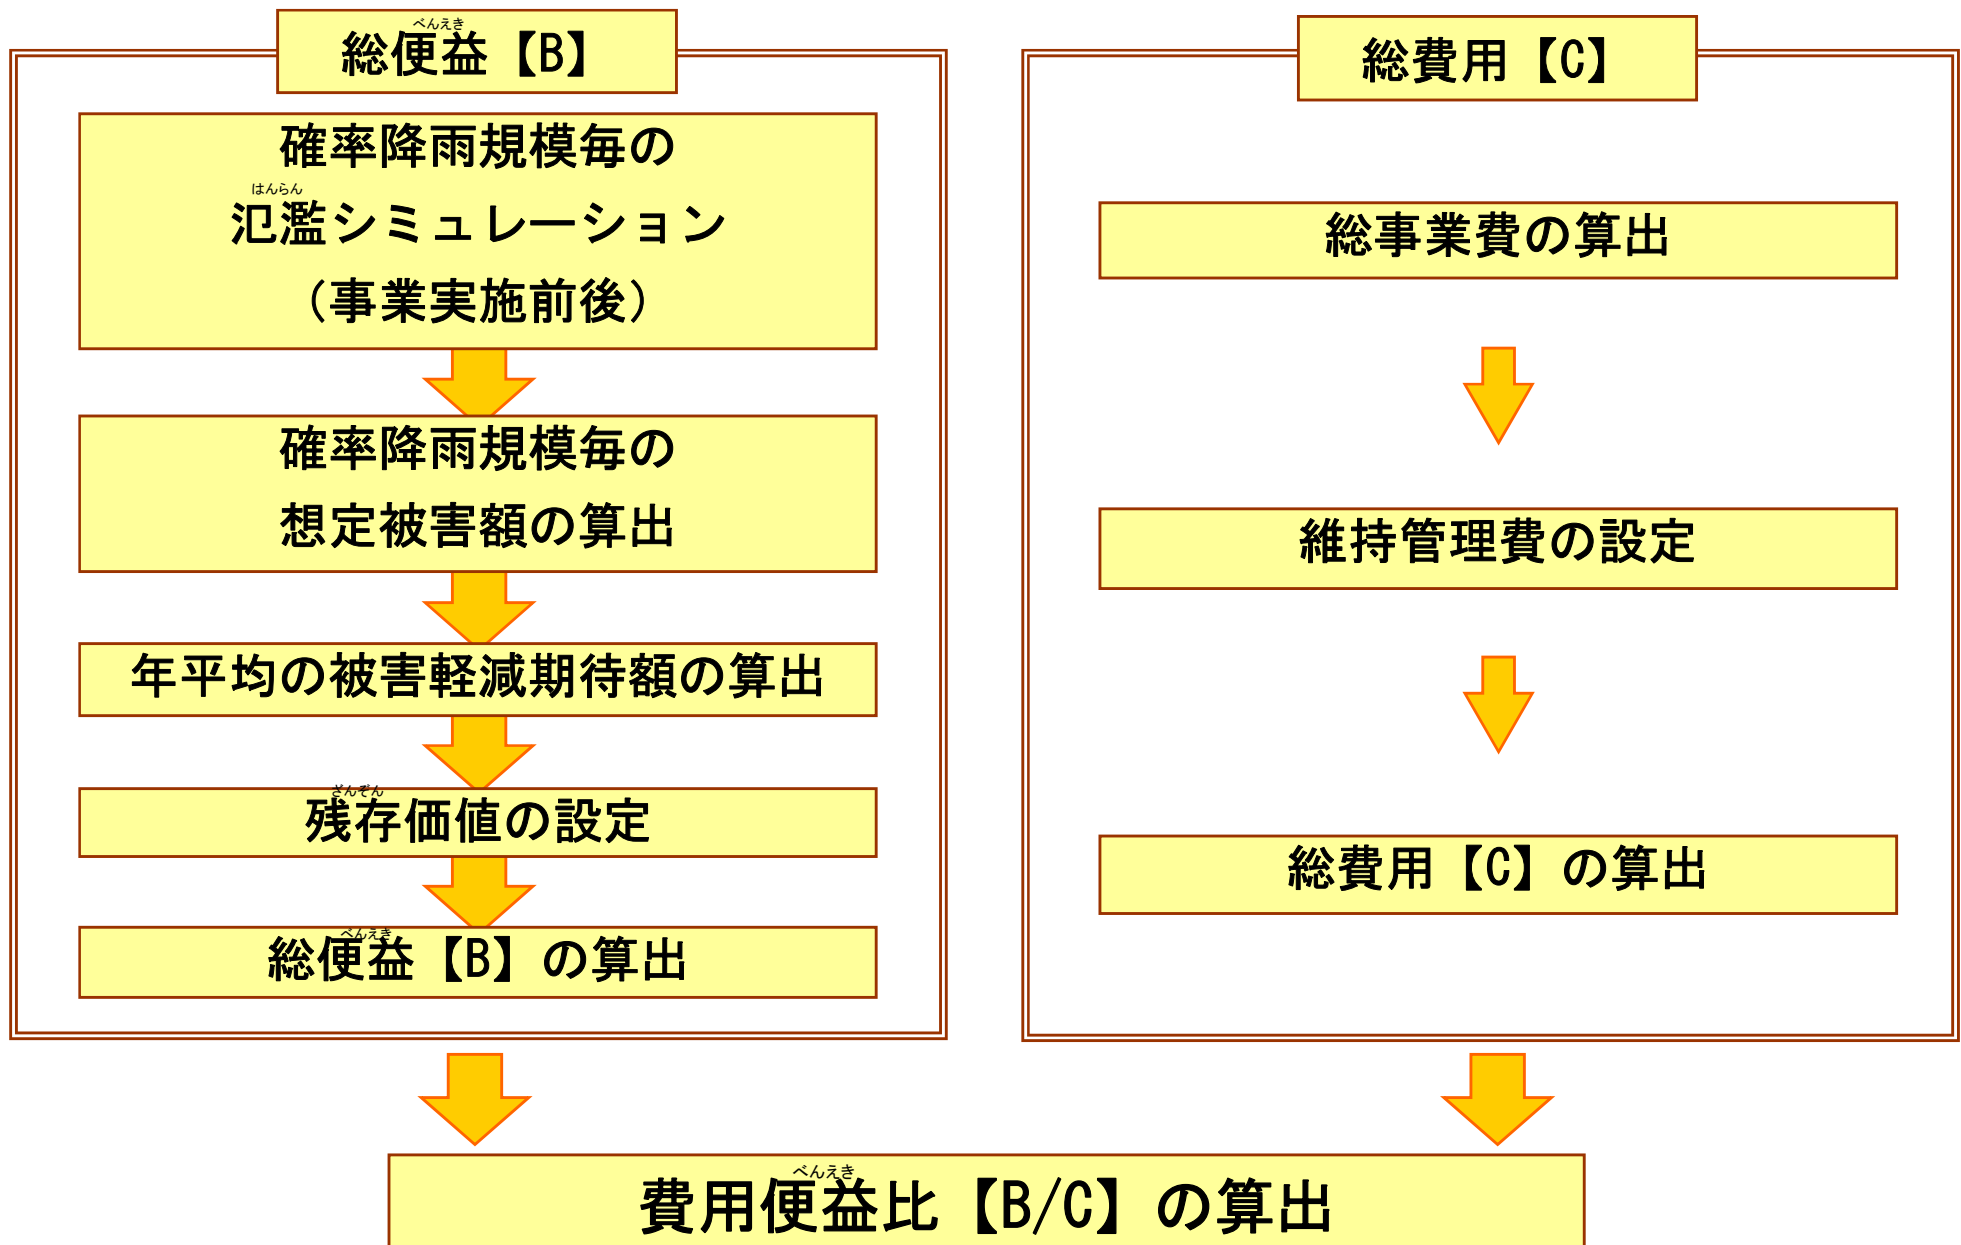 べんえき
総便益【B】
確率降雨規模毎の
はんらん
氾濫シミュレーション
（事業実施前後）
確率降雨規模毎の
想定被害額の算出
年平均の被害軽減期待額の算出
ざんぞん
残存価値の設定
べんえき
総便益【B】の算出
総費用【C】
総事業費の算出
維持管理費の設定
総費用【C】の算出
べんえき
費用便益比【B/C】の算出